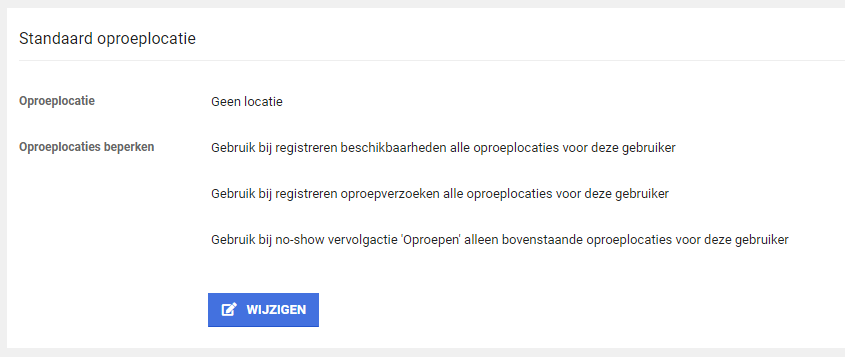 Standaard oproeplocatie
Oproeplocatie Geen locatie
Oproeplocaties beperken Gebruik bij registreren beschikbaarheden alle oproeplocaties voor deze gebruiker
Gebruik bij registreren oproepverzoeken alle oproeplocaties voor deze gebruiker
Gebruik bij no-show vervolgactie 'Oproepen' alleen bovenstaande oproeplocaties voor deze gebruiker
WIJZIGEN